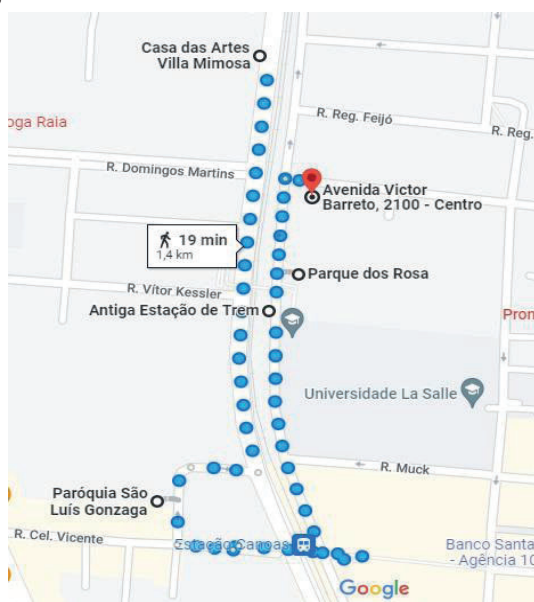 Casa das Artes
Villa Mimosa
R. Reg. Feijó
oga Raia
R. Reg.
R. Domingos Martins
Avenida Victor
Barreto, 2100 - Centro
19 min
1,4 km
Parque dos Rosa
R. Vítor Kessler
Antiga Estação de Trem
Pron
Universidade La Salle
R. Muck
Paróquia São
Luís Gonzaga
R. Cel. Vicente
Estação Canoas
Banco Santa
- Agência 10
Google